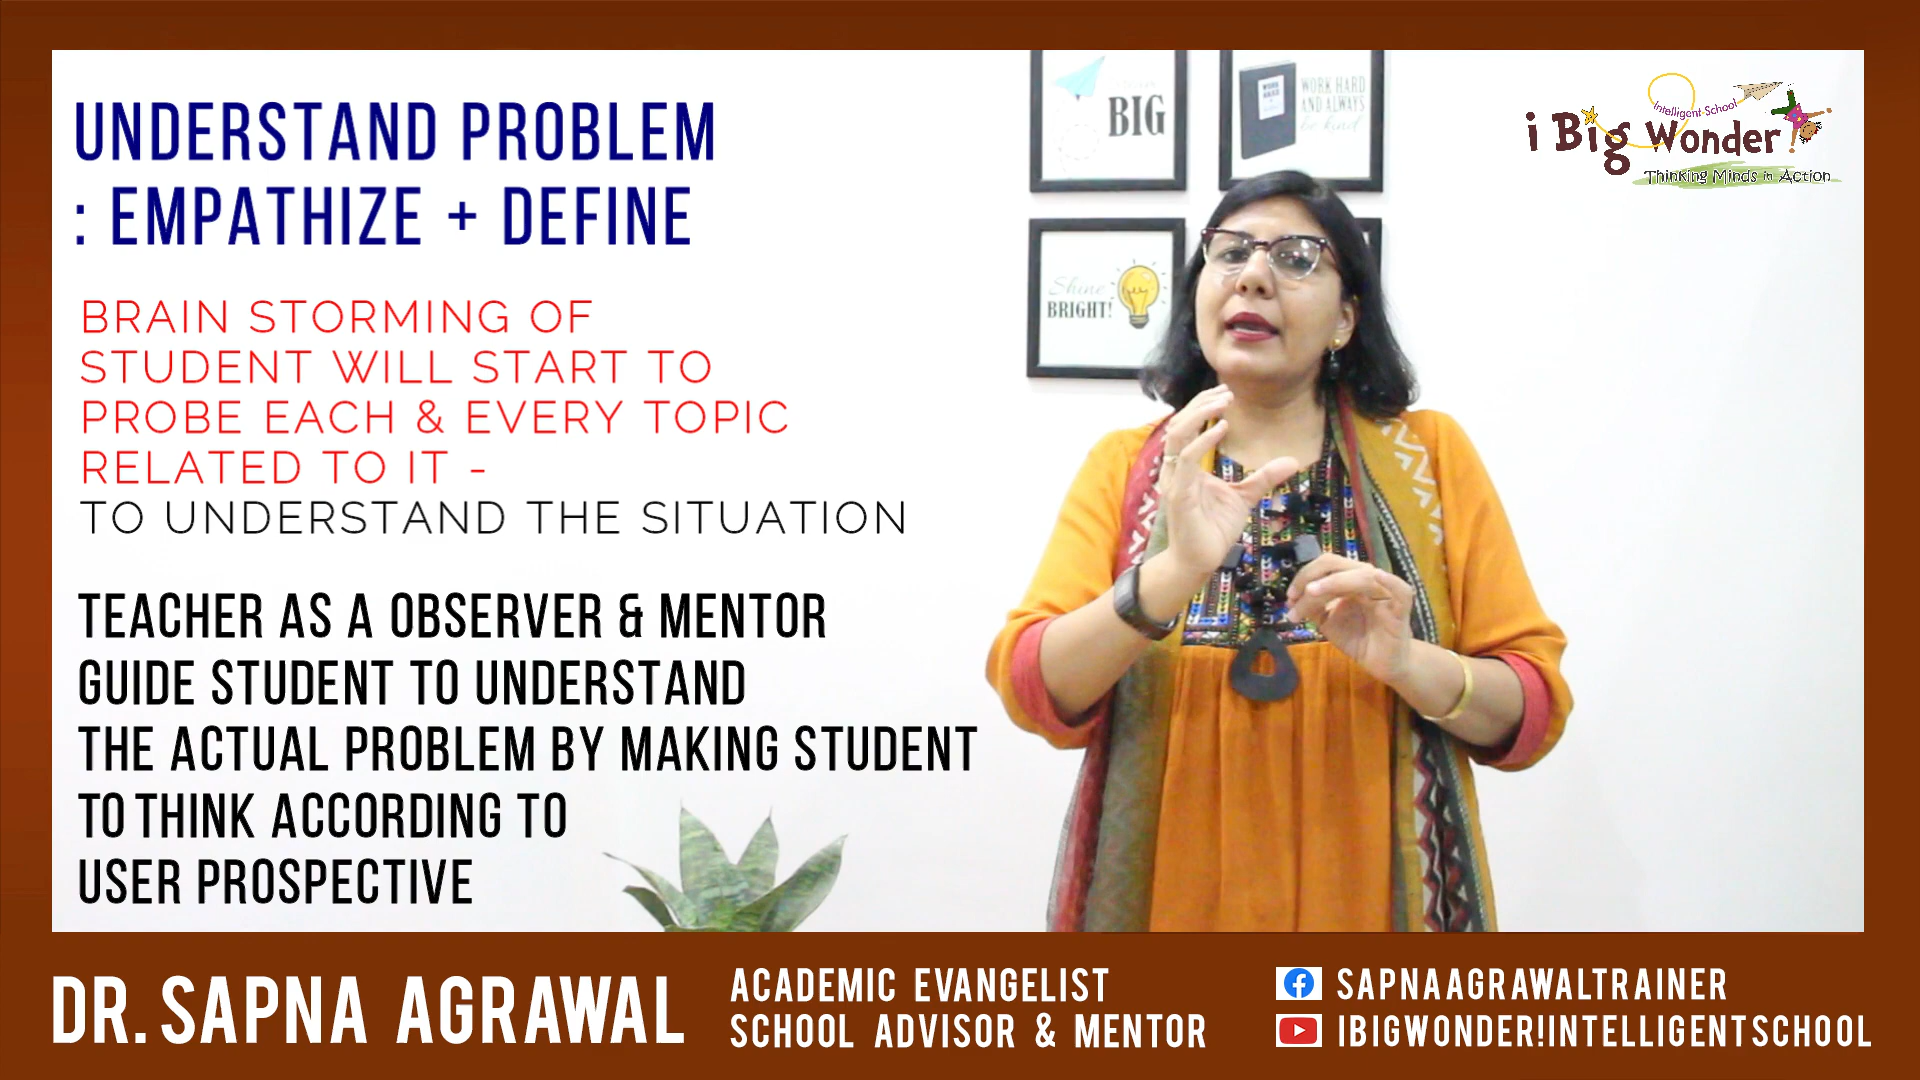 UNDERSTAND PROBLEM
: EMPATHIZE + DEFINE
BRAIN STORMING OF
STUDENT WILL START TO
PROBE EACH & EVERY TOPIC
RELATED TO IT -
TO UNDERSTAND THE SITUATION
TEACHER AS A OBSERVER & MENTOR
GUIDE STUDENT TO UNDERSTAND
THE ACTUAL PROBLEM BY MAKING STUDENT
TO THINK ACCORDING TO
USER PROSPECTIVE
BIG
WORK HARD
AND ALWAYS
be kind
Shine
BRIGHT!
Intelligent School
i Big Wonder!
Thinking Minds in Action
DR. SAPNA AGRAWAL
ACADEMIC EVANGELIST
SCHOOL ADVISOR & MENTOR
SAPNAAGRAWALTRAINER
IBIGWONDER!INTELLIGENTSCHOOL